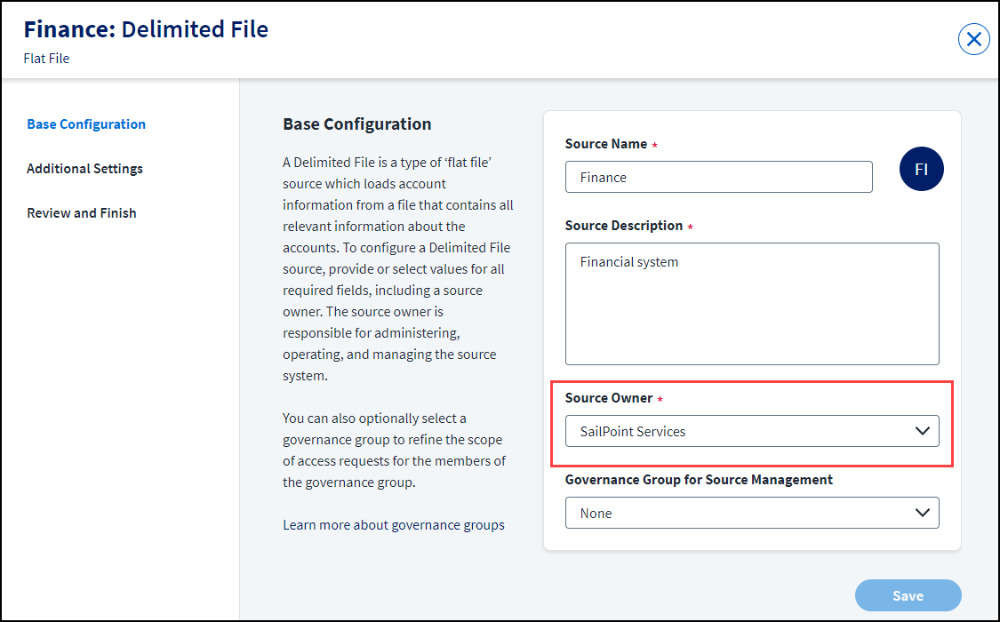 Finance: Delimited File
Flat File
Base Configuration
Additional Settings
Review and Finish
Base Configuration
A Delimited File is a type of ‘flat file’
source which loads account
information from a file that contains all
relevant information about the
accounts. To configure a Delimited File
source, provide or select values for all
required fields, including a source
owner. The source owner is
responsible for administering,
operating, and managing the source
system.
You can also optionally select a
governance group to refine the scope
of access requests for the members of
the governance group.
Learn more about governance groups
Source Name *
Finance
FI
Source Description *
Financial system
Source Owner *
SailPoint Services
Governance Group for Source Management
None
Save